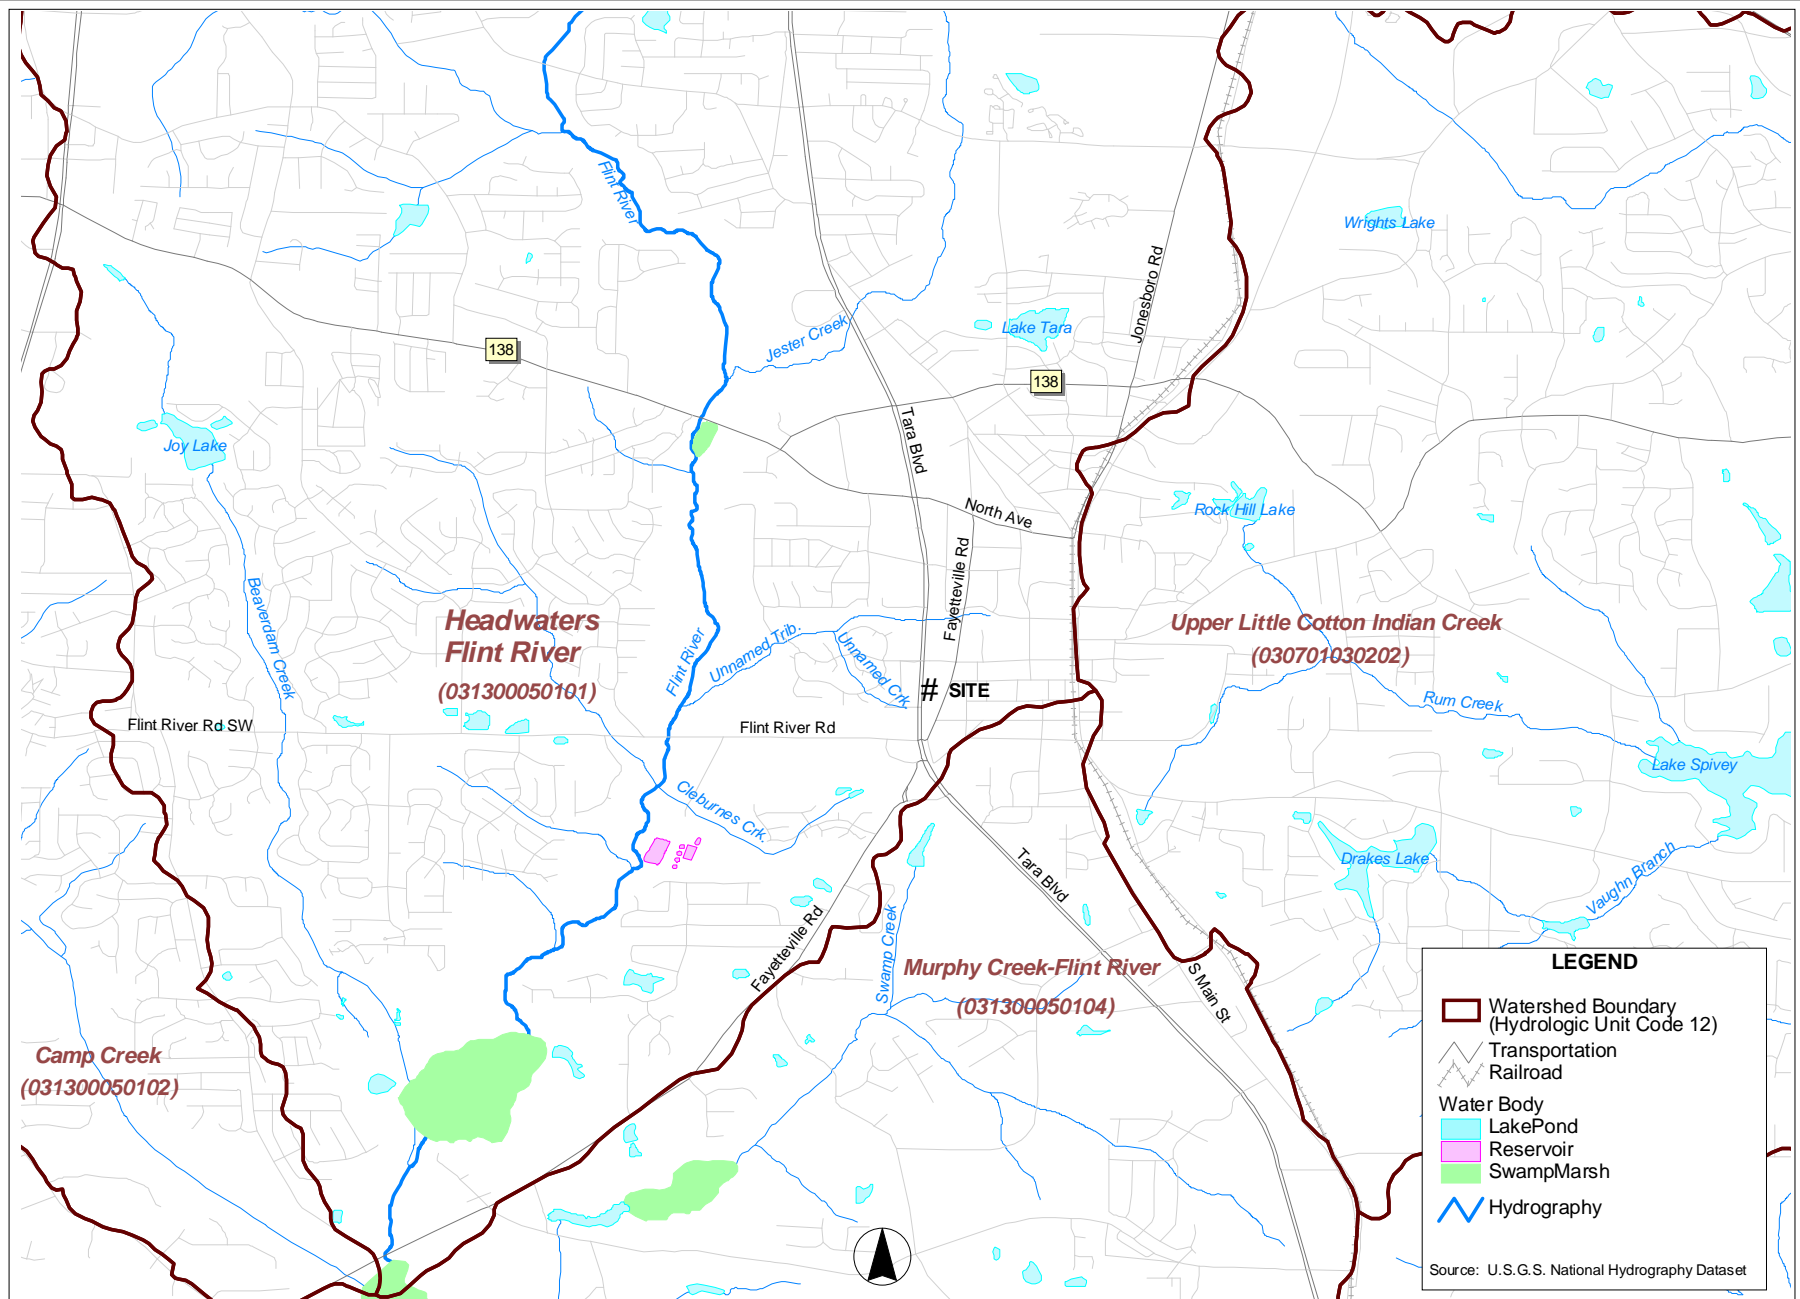 Flint River
Wrights Lake
Jonesboro Rd
Lake Tara
Jester Creek
138
138
Tara Blvd
Joy Lake
North Ave
Rock Hill Lake
Fayetteville Rd
Beaverdam Creek
Headwaters
Flint River
(031300050101)
Flint River
Unnamed Trib.
Unnamed Crk.
Upper Little Cotton Indian Creek
(030701030202)
# SITE
Rum Creek
Flint River Rd SW
Flint River Rd
Lake Spivey
Cleburnes Crk.
Tara Blvd
Drakes Lake
Vaughn Branch
Fayetteville Rd
Swamp Creek
Murphy Creek-Flint River
(031300050104)
S Main St
Camp Creek
(031300050102)
LEGEND
Watershed Boundary
(Hydrologic Unit Code 12)
Transportation
Railroad
Water Body
LakePond
Reservoir
SwampMarsh
Hydrography
Source: U.S.G.S. National Hydrography Dataset